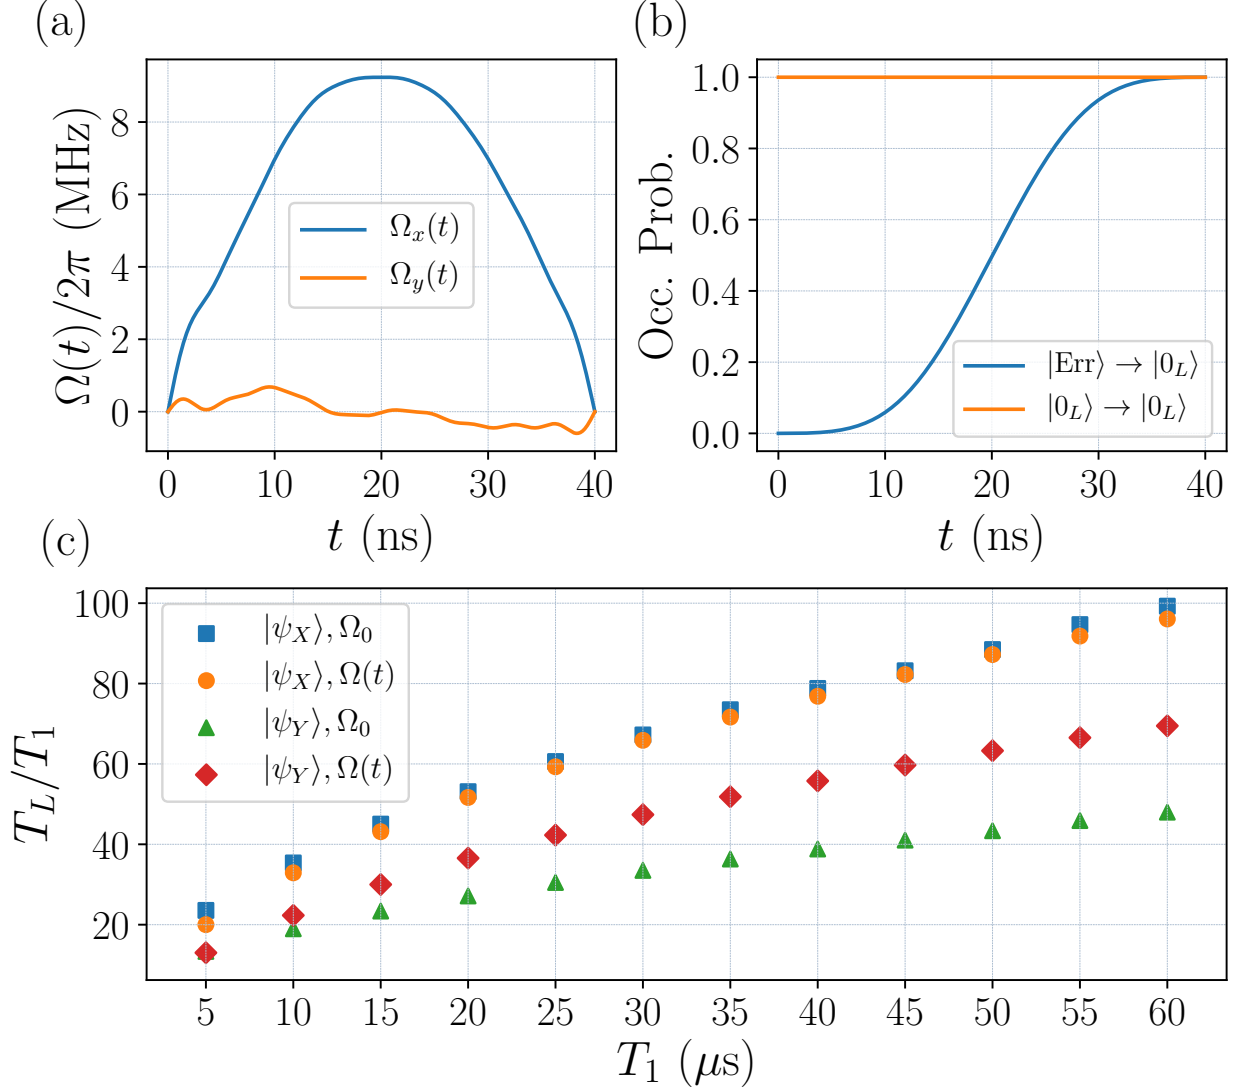 (a)
Ω(t)/2π (MHz)
8
6
4
2
0
Ωₓ(t)
Ω_y(t)
0 10 20 30 40
t (ns)
(b)
Occ. Prob.
1.0
0.8
0.6
0.4
0.2
0.0
|Err⟩ → |0_L⟩
|0_L⟩ → |0_L⟩
0 10 20 30 40
t (ns)
(c)
T_L/T_1
100
80
60
40
20
|ψ_X⟩, Ω_0
|ψ_X⟩, Ω(t)
|ψ_Y⟩, Ω_0
|ψ_Y⟩, Ω(t)
5 10 15 20 25 30 35 40 45 50 55 60
T_1 (μs)